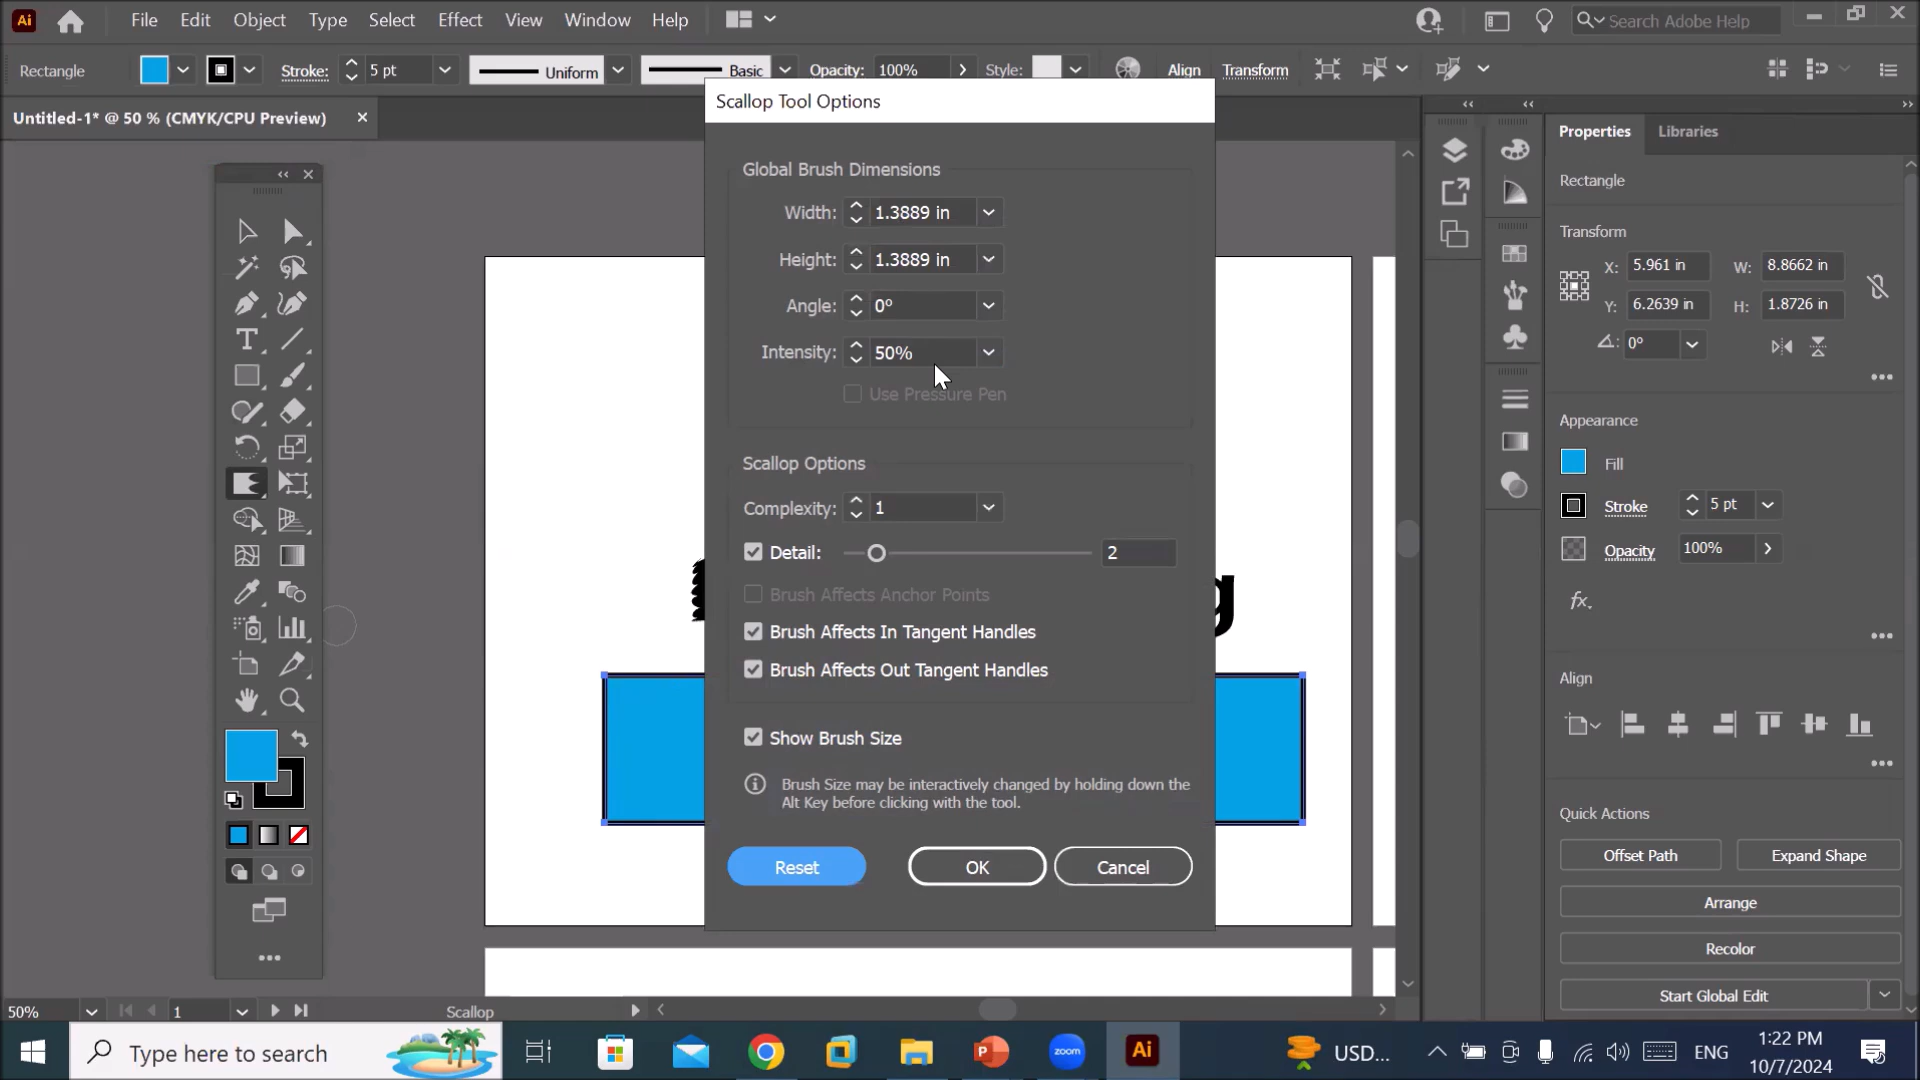 Ai File Edit Object Type Select Effect View Window Help Search Adobe Help
Rectangle Stroke: 5 pt Uniform Basic Opacity: 100% Style: Align Transform
Untitled-1* @ 50 % (CMYK/CPU Preview)
Scallop Tool Options
Global Brush Dimensions
Width: 1.3889 in
Height: 1.3889 in
Angle: 0°
Intensity: 50%
Use Pressure Pen
Scallop Options
Complexity: 1
Detail: 2
Brush Affects Anchor Points
Brush Affects In Tangent Handles
Brush Affects Out Tangent Handles
Show Brush Size
Brush Size may be interactively changed by holding down the
Alt Key before clicking with the tool.
Reset OK Cancel
g
Properties Libraries
Rectangle
Transform
X: 5.961 in W: 8.8662 in
Y: 6.2639 in H: 1.8726 in
0°
Appearance
Fill
Stroke 5 pt
Opacity 100%
fx.
Align
Quick Actions
Offset Path Expand Shape
Arrange
Recolor
Start Global Edit
50% 1 Scallop
Type here to search zoom Ai USD... ENG 1:22 PM
10/7/2024